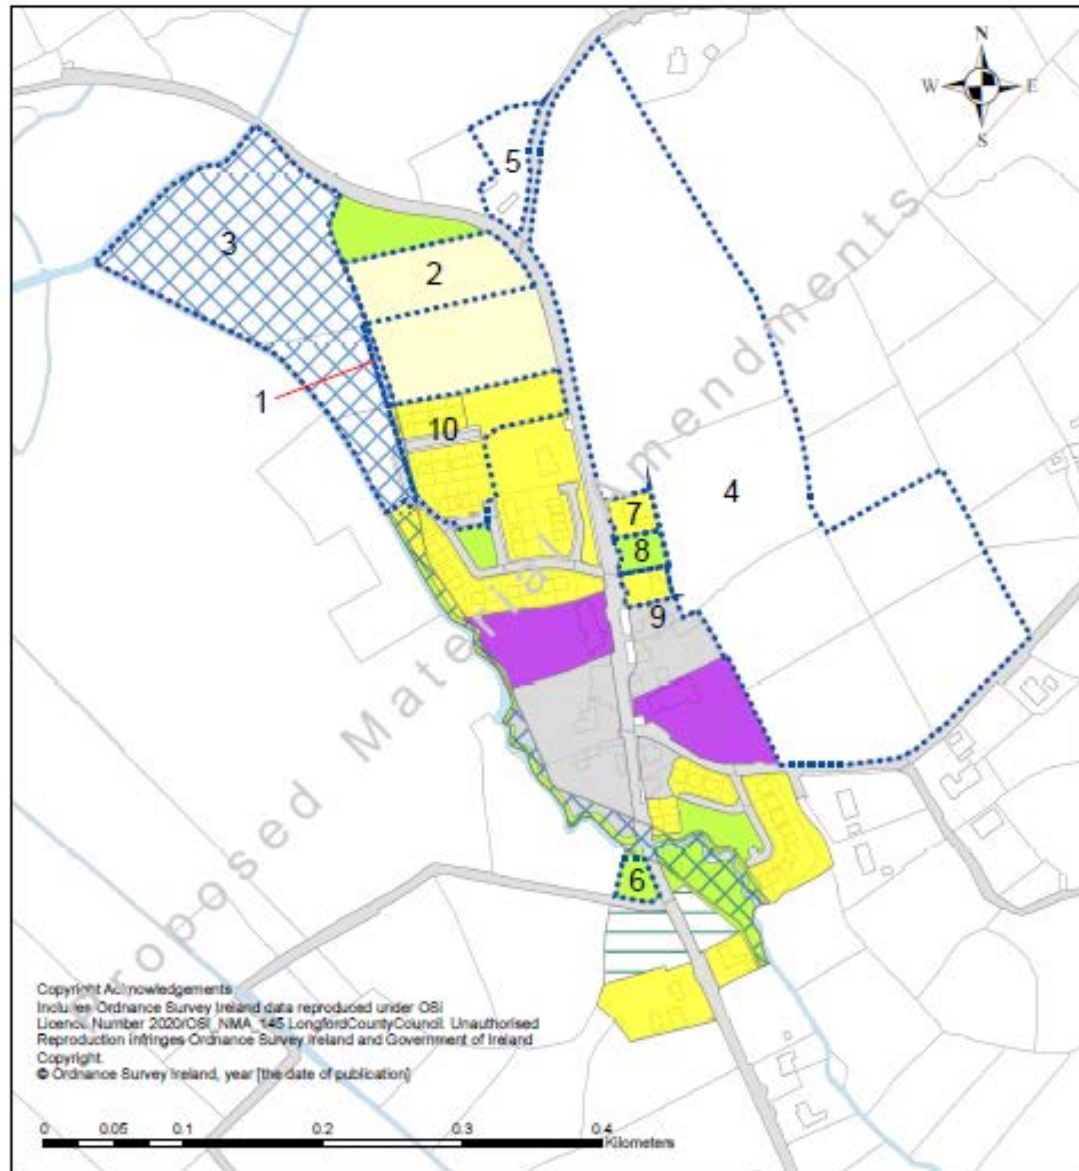 N
W E
S
5
3
2
1
10
4
7
8
9
6
Proposed Material Amendments
Copyright Acknowledgements
Includes Ordnance Survey Ireland data reproduced under OSi
Licence Number 2020/OSi_NMA_145 LongfordCountyCouncil. Unauthorised
Reproduction infringes Ordnance Survey Ireland and Government of Ireland
Copyright.
© Ordnance Survey Ireland, year [the date of publication]
0 0.05 0.1 0.2 0.3 0.4
Kilometers